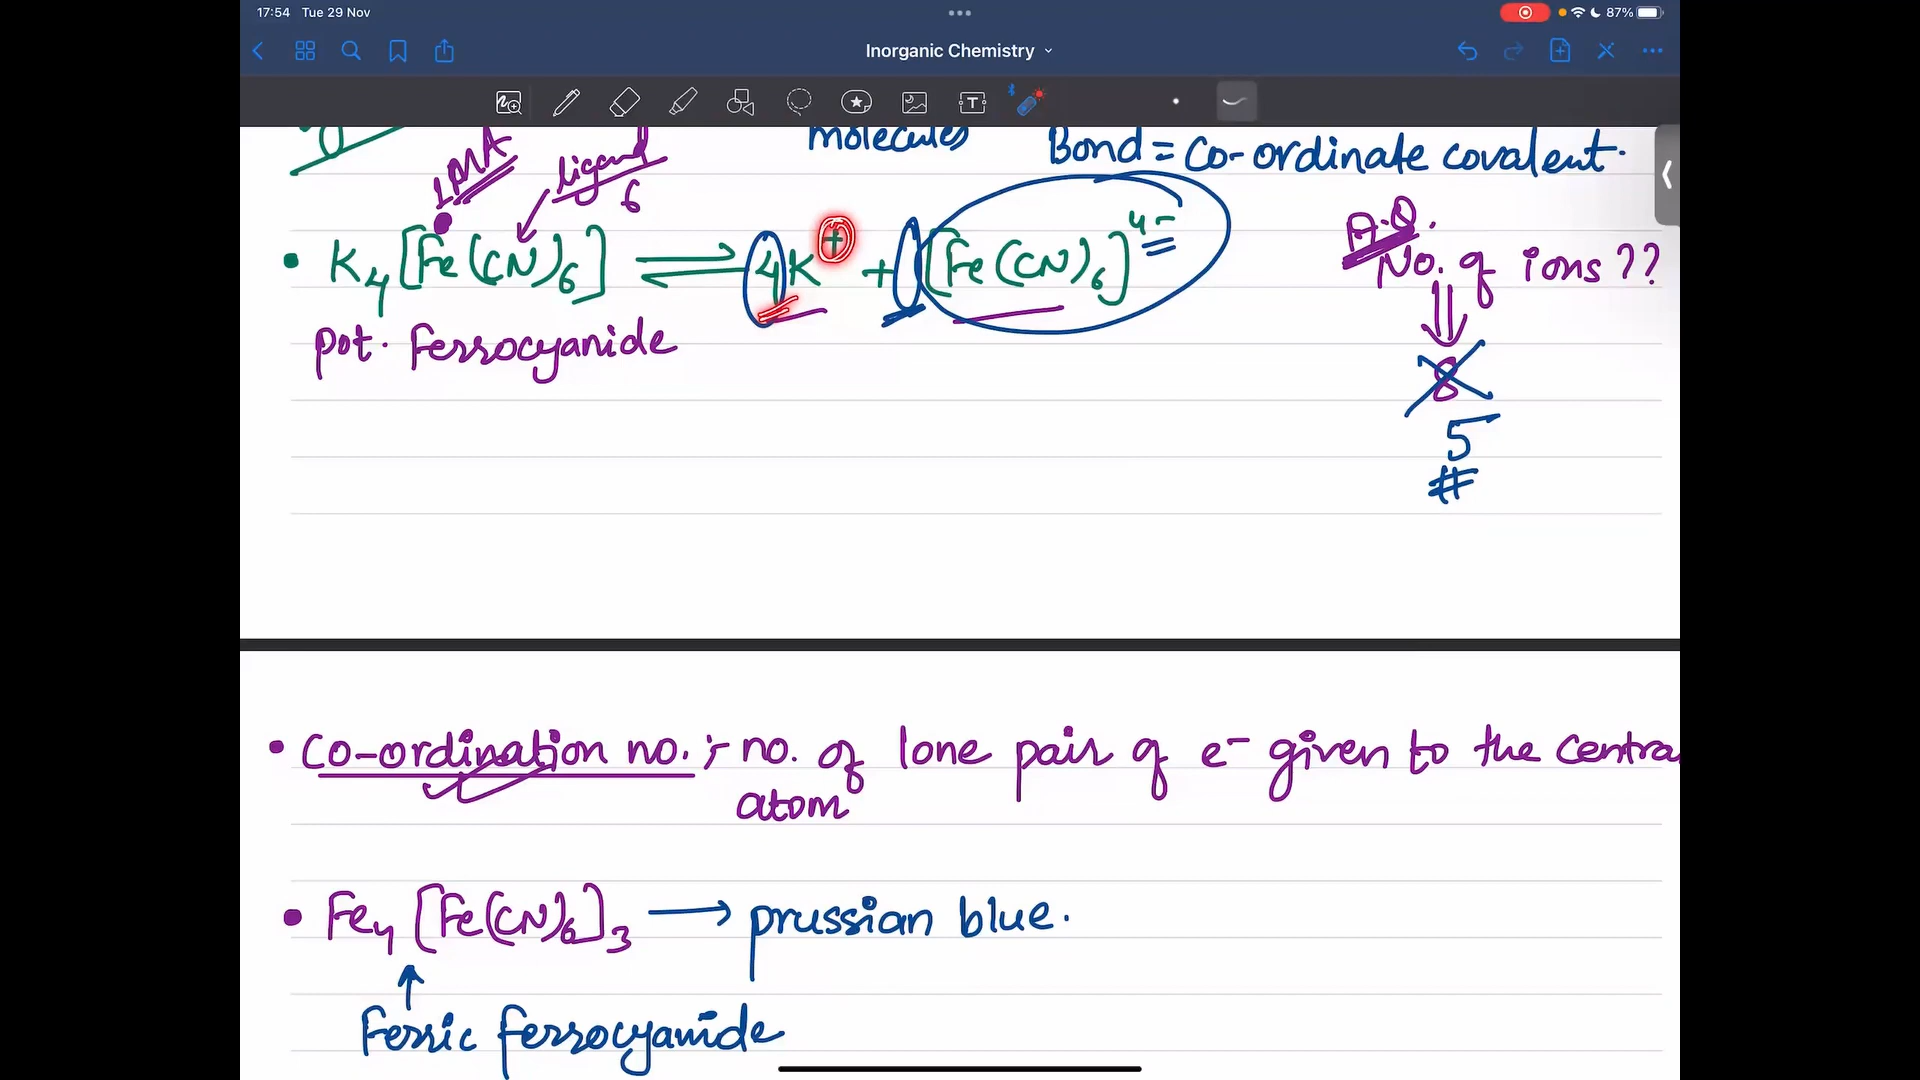 17:54 Tue 29 Nov
87%
Inorganic Chemistry
molecules Bond = Co-ordinate covalent.
1 MA
ligand
6
A.Q.
• K₄[Fe(CN)₆] ⇌ 4K⁺ + [Fe(CN)₆]⁴⁻
No. of ions ??
pot. Ferrocyanide
8
5
#
• Co-ordination no. :- no. of lone pair of e⁻ given to the centra
atom
• Fe₄[Fe(CN)₆]₃ → prussian blue.
Ferric ferrocyanide